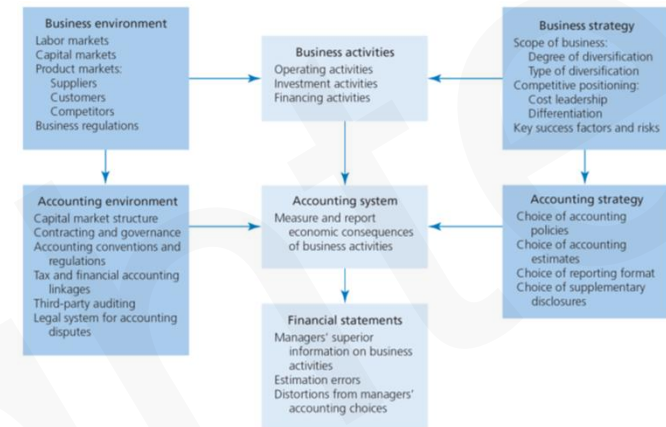 Business environment
Labor markets
Capital markets
Product markets:
Suppliers
Customers
Competitors
Business regulations
Business activities
Operating activities
Investment activities
Financing activities
Business strategy
Scope of business:
Degree of diversification
Type of diversification
Competitive positioning:
Cost leadership
Differentiation
Key success factors and risks
Accounting environment
Capital market structure
Contracting and governance
Accounting conventions and
regulations
Tax and financial accounting
linkages
Third-party auditing
Legal system for accounting
disputes
Accounting system
Measure and report
economic consequences
of business activities
Accounting strategy
Choice of accounting
policies
Choice of accounting
estimates
Choice of reporting format
Choice of supplementary
disclosures
Financial statements
Managers' superior
information on business
activities
Estimation errors
Distortions from managers'
accounting choices